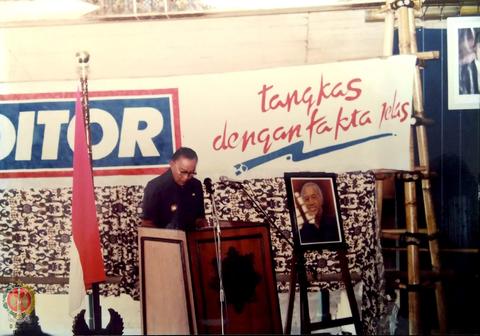 DITOR
tangkas
dengan fakta jelas